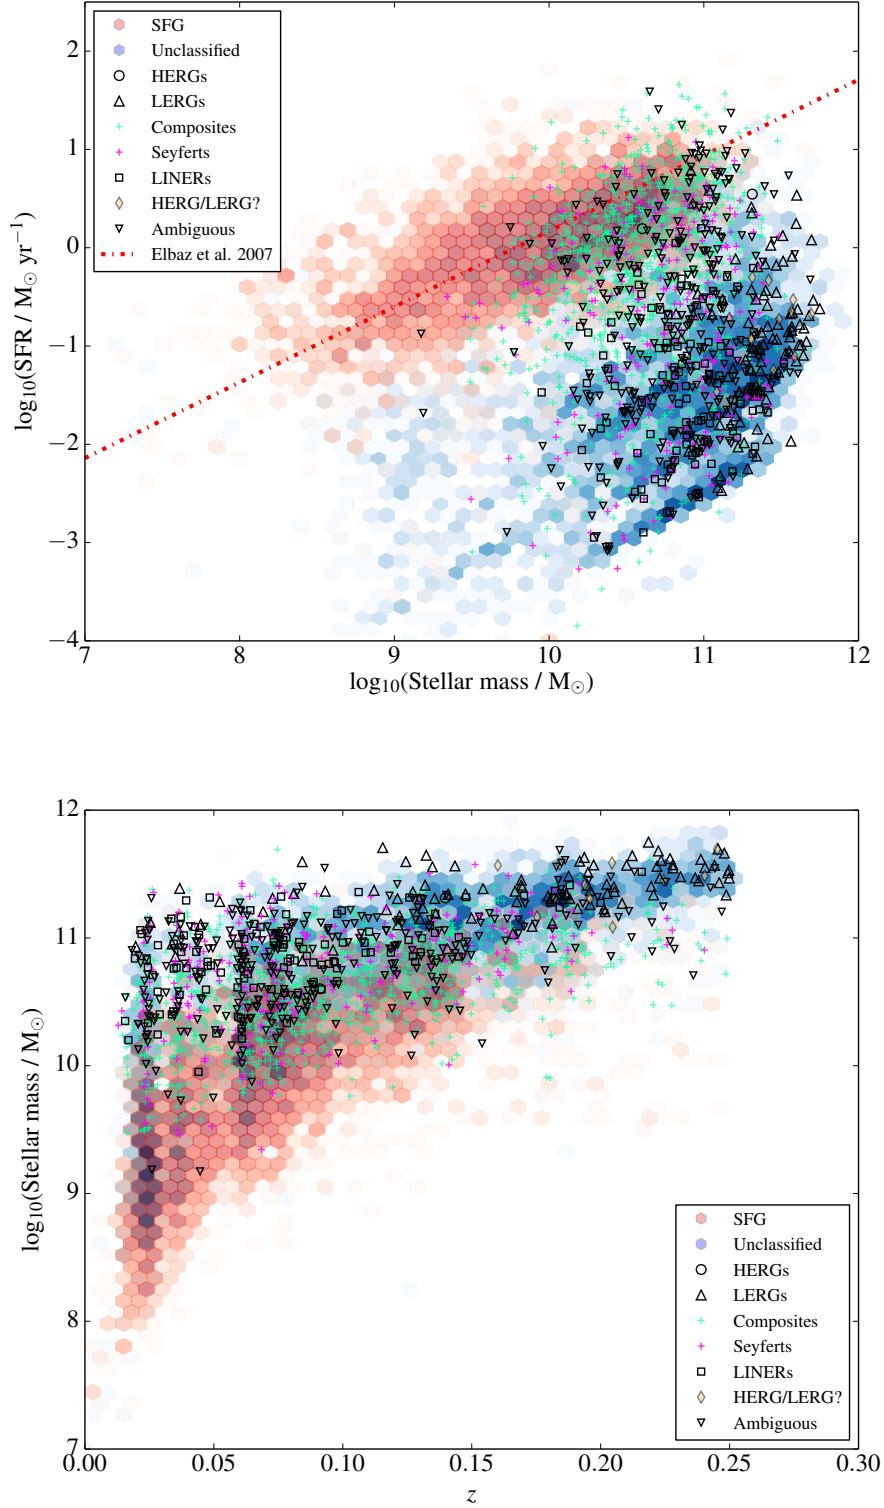 SFG
Unclassified
HERGs
LERGs
Composites
Seyferts
LINERs
HERG/LERG?
Ambiguous
Elbaz et al. 2007
2
1
0
−1
−2
−3
−4
log₁₀(SFR / M☉ yr⁻¹)
7 8 9 10 11 12
log₁₀(Stellar mass / M☉)
12
11
10
9
8
7
log₁₀(Stellar mass / M☉)
SFG
Unclassified
HERGs
LERGs
Composites
Seyferts
LINERs
HERG/LERG?
Ambiguous
0.00 0.05 0.10 0.15 0.20 0.25 0.30
z